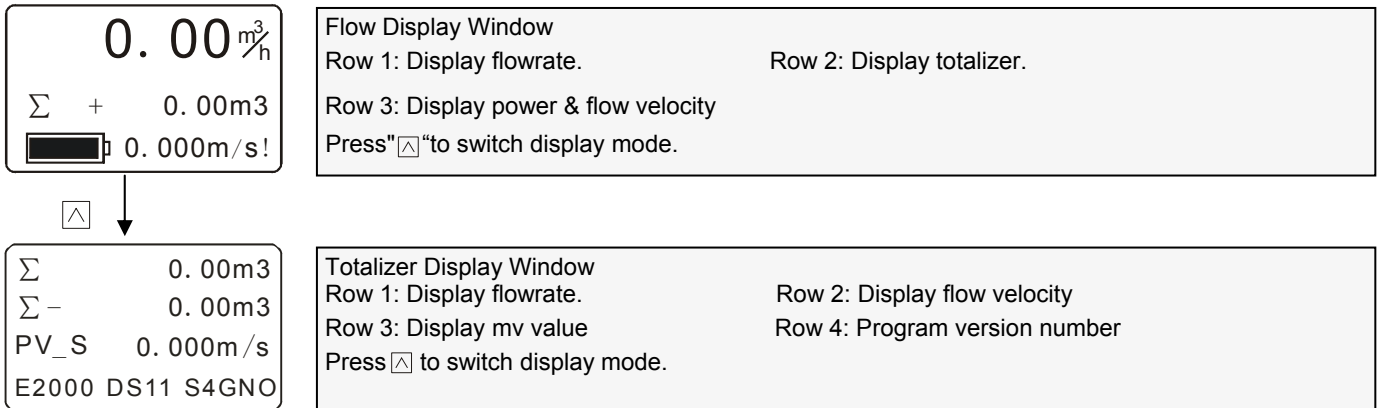 0. 00 m³/h
Σ + 0. 00m3
0. 000m/s!
Flow Display Window
Row 1: Display flowrate. Row 2: Display totalizer.
Row 3: Display power & flow velocity
Press"^“to switch display mode.
^
Σ 0. 00m3
Σ − 0. 00m3
PV_S 0. 000m/s
E2000 DS11 S4GNO
Totalizer Display Window
Row 1: Display flowrate. Row 2: Display flow velocity
Row 3: Display mv value Row 4: Program version number
Press ^ to switch display mode.